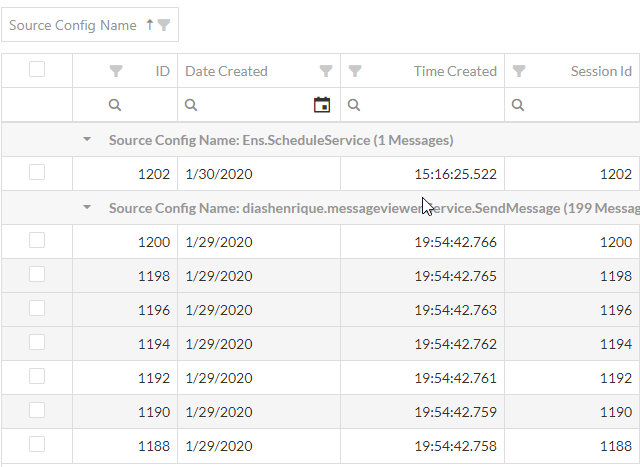 Source Config Name
ID Date Created Time Created Session Id
Source Config Name: Ens.ScheduleService (1 Messages)
1202 1/30/2020 15:16:25.522 1202
Source Config Name: diashenrique.messageviewer. ervice.SendMessage (199 Messag
1200 1/29/2020 19:54:42.766 1200
1198 1/29/2020 19:54:42.765 1198
1196 1/29/2020 19:54:42.763 1196
1194 1/29/2020 19:54:42.762 1194
1192 1/29/2020 19:54:42.761 1192
1190 1/29/2020 19:54:42.759 1190
1188 1/29/2020 19:54:42.758 1188